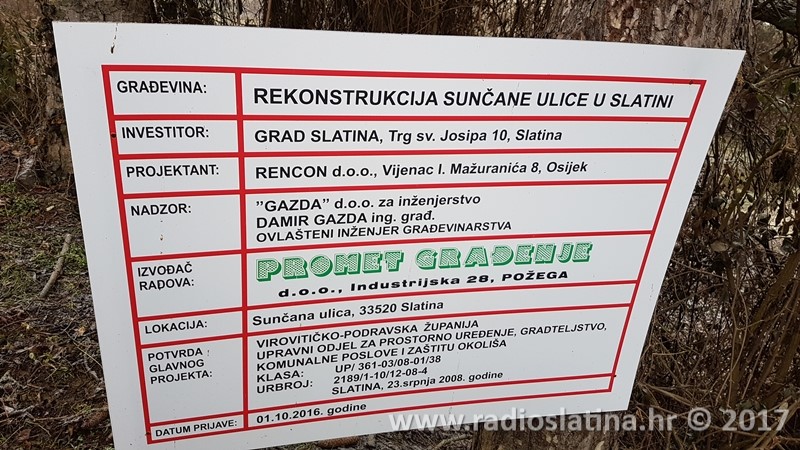 GRAĐEVINA: REKONSTRUKCIJA SUNČANE ULICE U SLATINI
INVESTITOR: GRAD SLATINA, Trg sv. Josipa 10, Slatina
PROJEKTANT: RENCON d.o.o., Vijenac I. Mažuranića 8, Osijek
NADZOR: ”GAZDA” d.o.o. za inženjerstvo
DAMIR GAZDA ing. građ.
OVLAŠTENI INŽENJER GRAĐEVINARSTVA
IZVOĐAČ RADOVA:
PROMET GRAĐENJE
d.o.o., Industrijska 28, POŽEGA
LOKACIJA: Sunčana ulica, 33520 Slatina
POTVRDA
GLAVNOG
PROJEKTA:
VIROVITIČKO-PODRAVSKA ŽUPANIJA
UPRAVNI ODJEL ZA PROSTORNO UREĐENJE, GRADTELJSTVO,
KOMUNALNE POSLOVE I ZAŠTITU OKOLIŠA
KLASA: UP/ 361-03/08-01/38
URBROJ: 2189/1-10/12-08-4
SLATINA, 23.srpnja 2008. godine
DATUM PRIJAVE: 01.10.2016. godine
www.radioslatina.hr © 2017